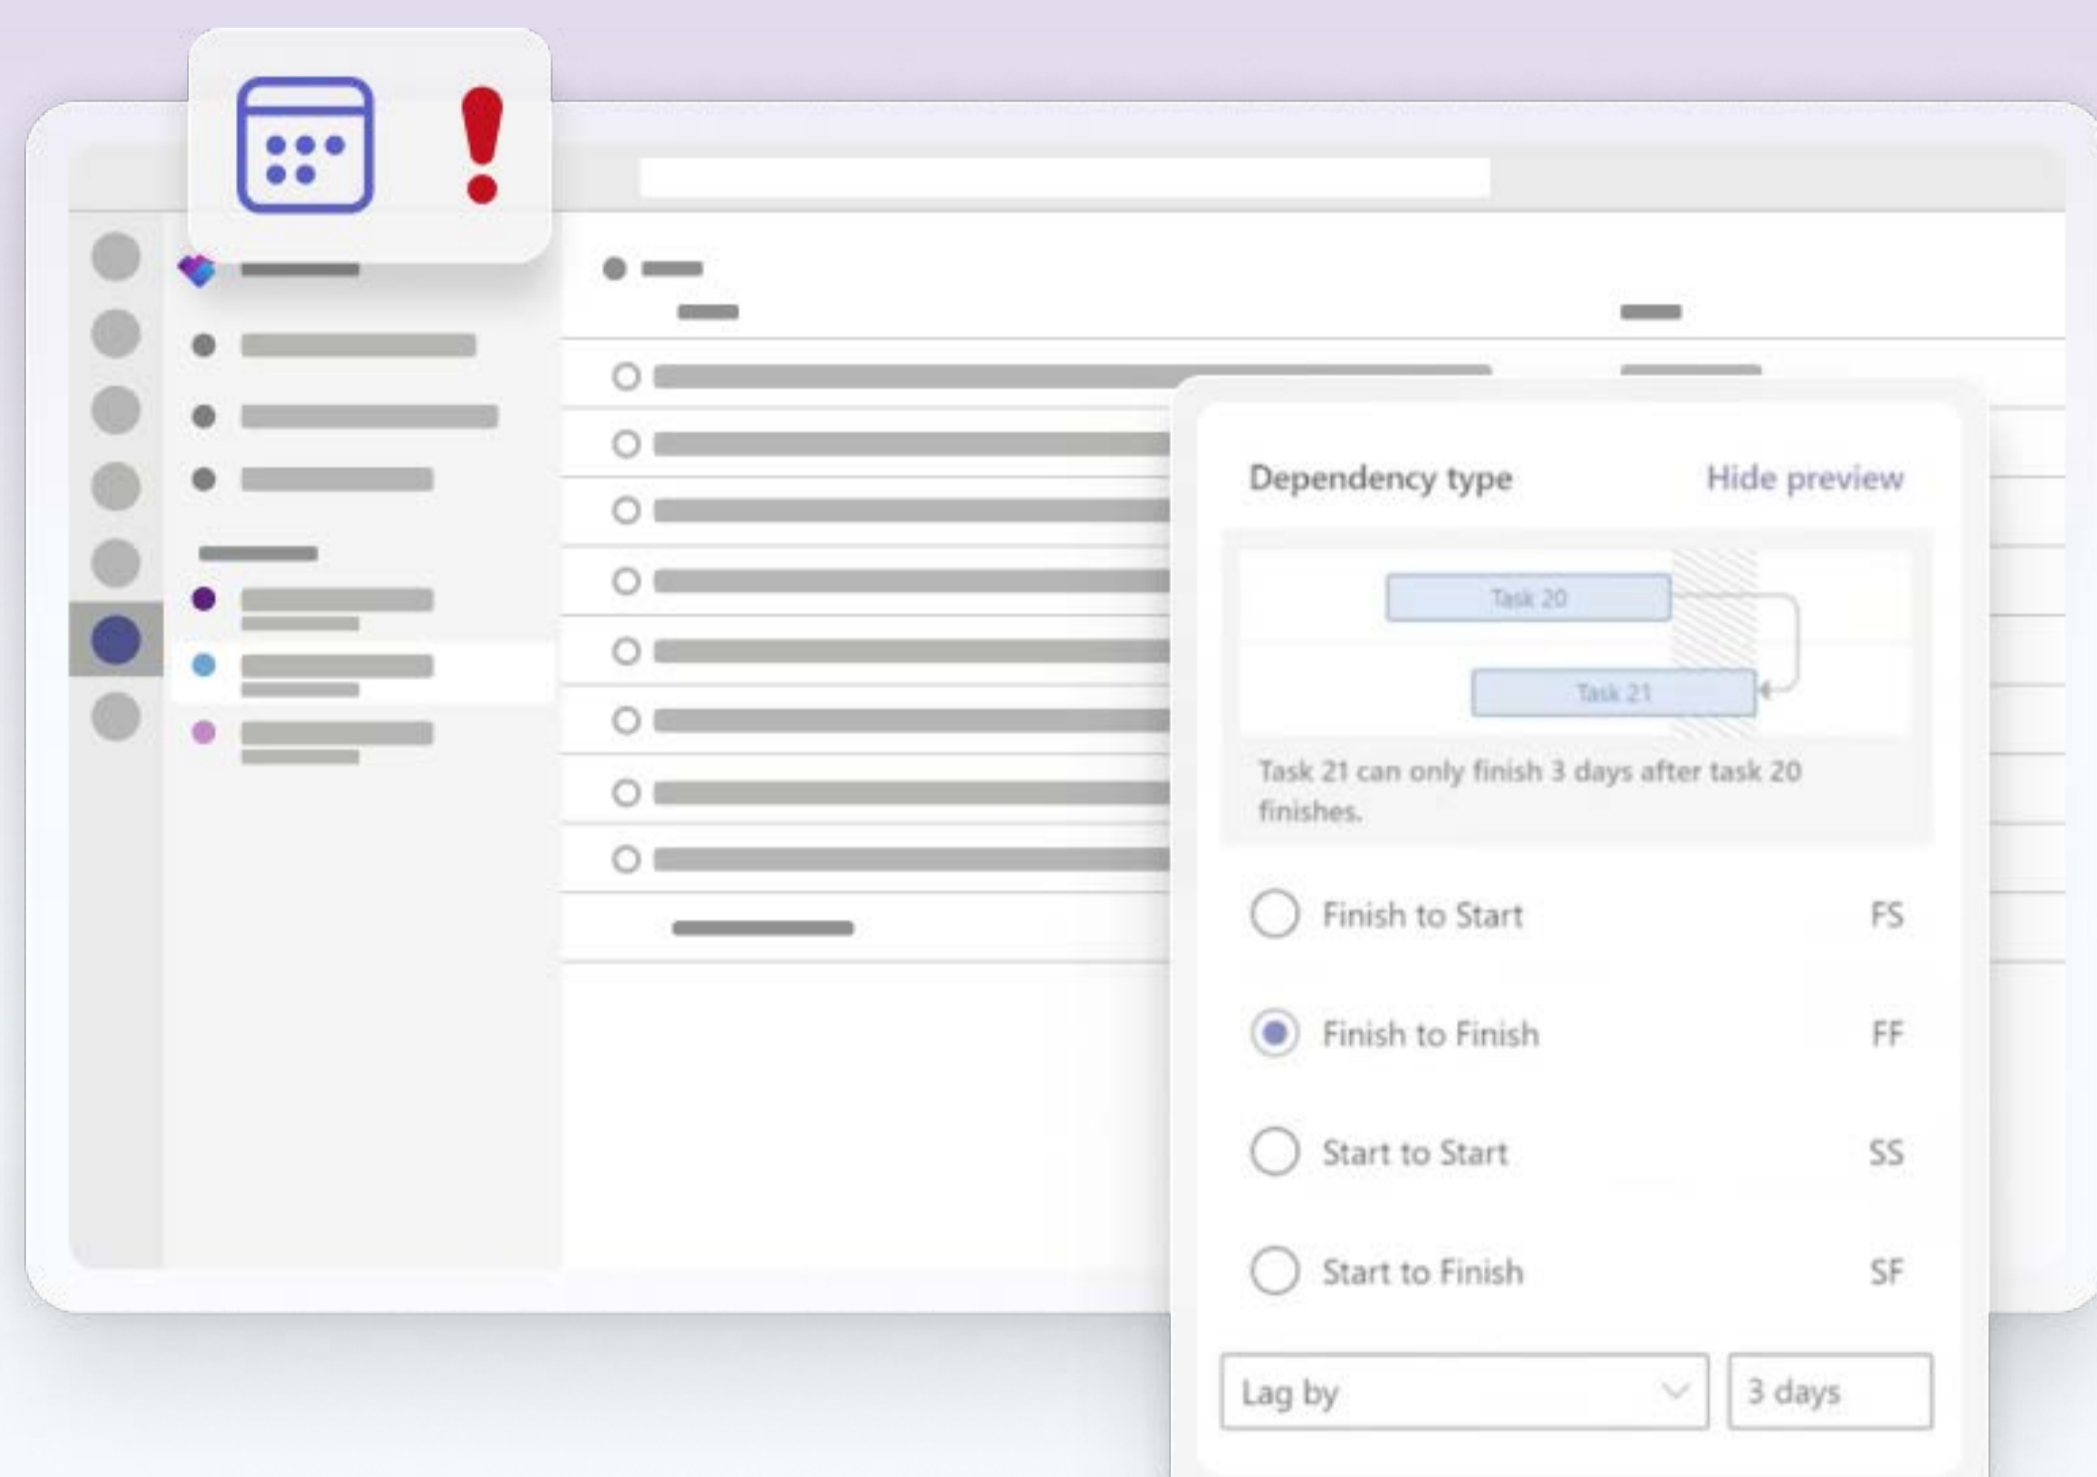 Dependency type
Hide preview
Task 20
Task 21
Task 21 can only finish 3 days after task 20
finishes.
Finish to Start
FS
Finish to Finish
FF
Start to Start
SS
Start to Finish
SF
Lag by
3 days